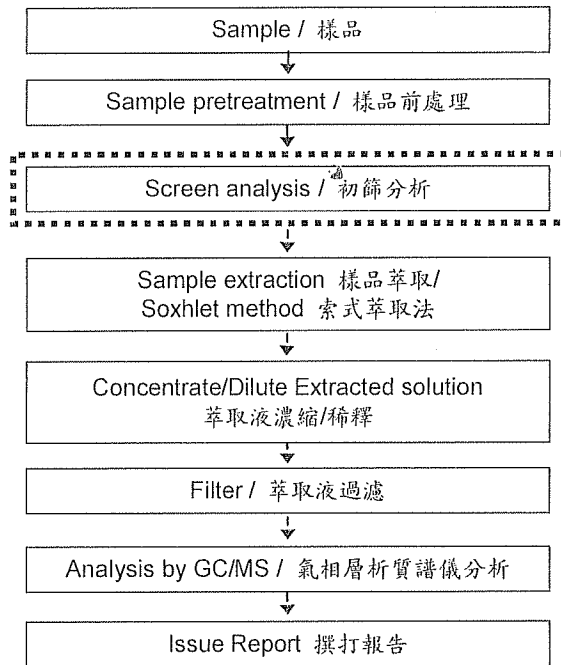 Sample / 樣品
Sample pretreatment / 樣品前處理
Screen analysis / 初篩分析
Sample extraction 樣品萃取/
Soxhlet method 索式萃取法
Concentrate/Dilute Extracted solution
萃取液濃縮/稀釋
Filter / 萃取液過濾
Analysis by GC/MS / 氣相層析質譜儀分析
Issue Report 撰打報告